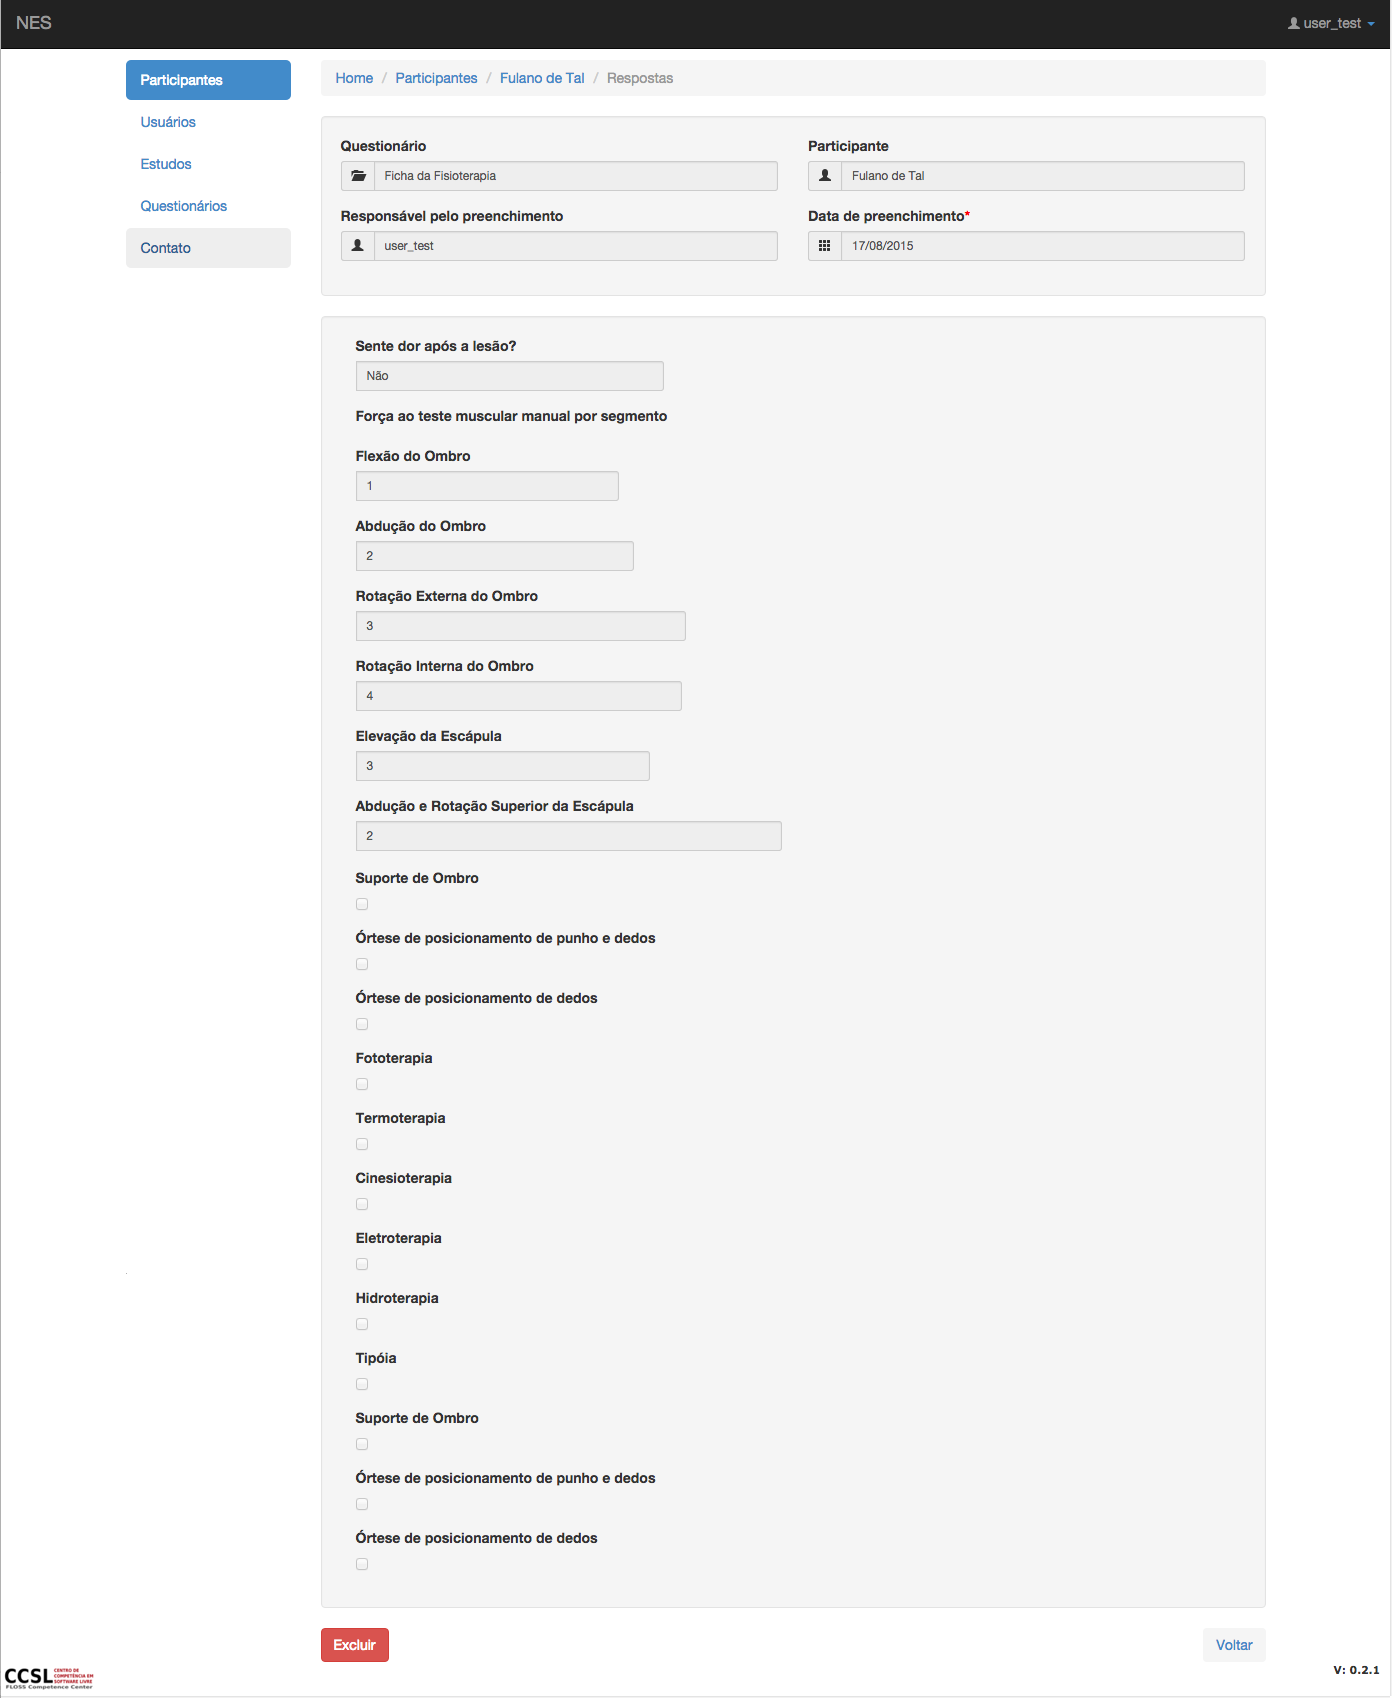 NES
user_test
Participantes
Usuários
Estudos
Questionários
Contato
Home / Participantes / Fulano de Tal / Respostas
Questionário
Ficha da Fisioterapia
Participante
Fulano de Tal
Responsável pelo preenchimento
user_test
Data de preenchimento*
17/08/2015
Sente dor após a lesão?
Não
Força ao teste muscular manual por segmento
Flexão do Ombro
1
Abdução do Ombro
2
Rotação Externa do Ombro
3
Rotação Interna do Ombro
4
Elevação da Escápula
3
Abdução e Rotação Superior da Escápula
2
Suporte de Ombro
Órtese de posicionamento de punho e dedos
Órtese de posicionamento de dedos
Fototerapia
Termoterapia
Cinesioterapia
Eletroterapia
Hidroterapia
Tipóia
Suporte de Ombro
Órtese de posicionamento de punho e dedos
Órtese de posicionamento de dedos
Excluir
Voltar
CCSL
CENTRO DE
COMPETÊNCIA EM
SOFTWARE LIVRE
FLOSS Competence Center
V: 0.2.1